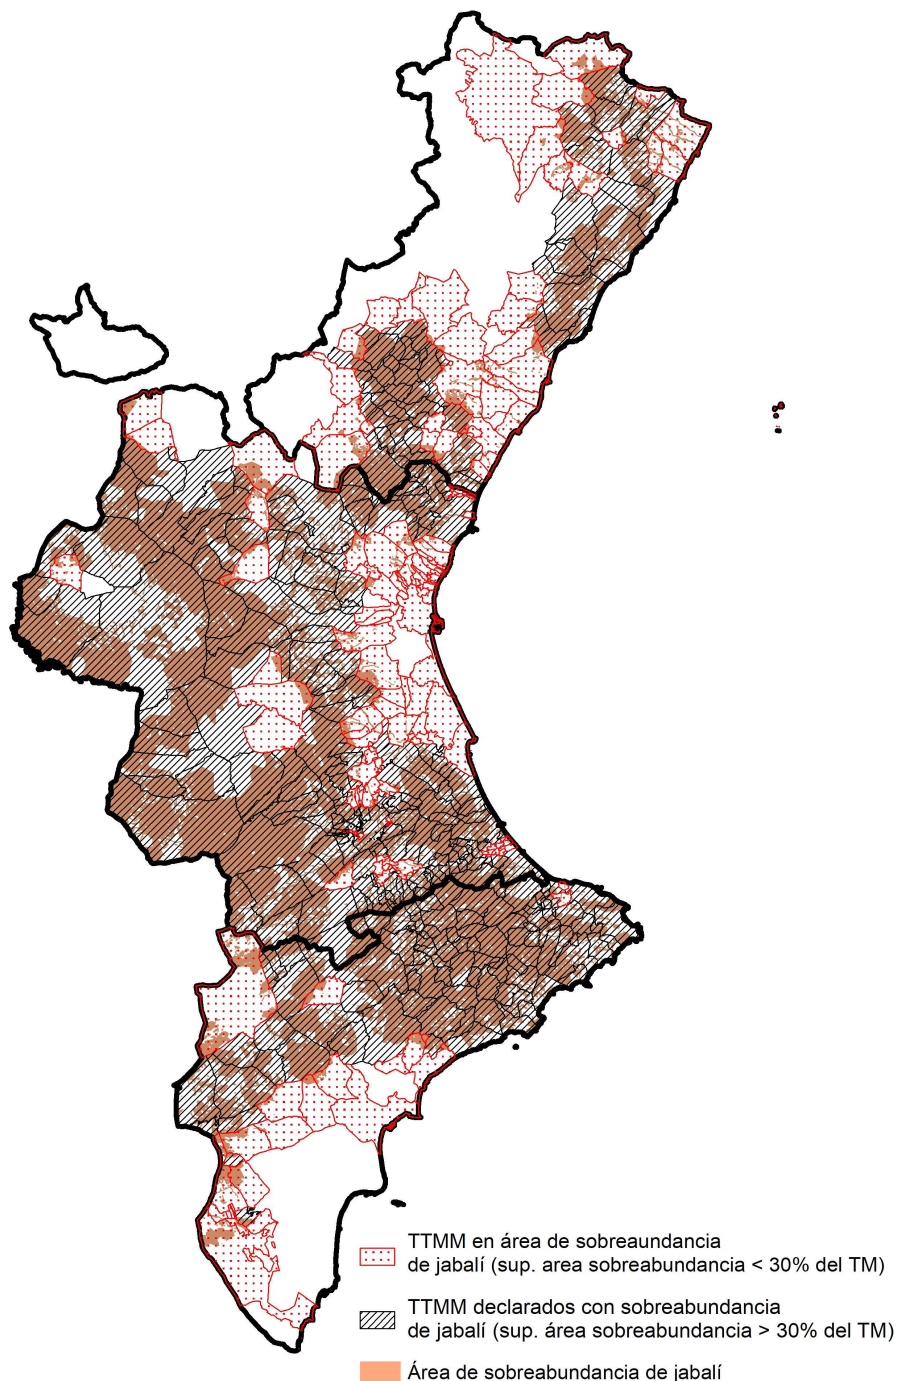 TTMM en área de sobreaundancia
de jabalí (sup. area sobreabundancia < 30% del TM)
TTMM declarados con sobreabundancia
de jabalí (sup. área sobreabundancia > 30% del TM)
Área de sobreabundancia de jabalí